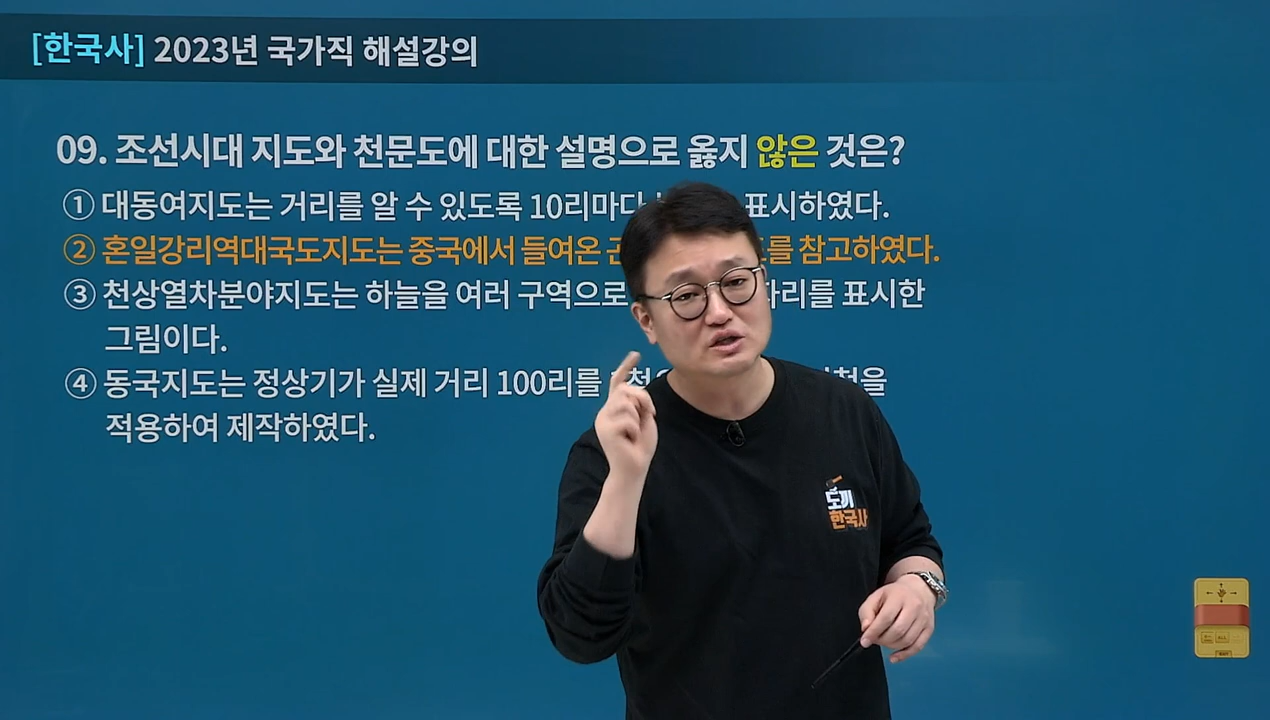 [한국사] 2023년 국가직 해설강의
09. 조선시대 지도와 천문도에 대한 설명으로 옳지 않은 것은?
① 대동여지도는 거리를 알 수 있도록 10리마다 표시하였다.
② 혼일강리역대국도지도는 중국에서 들여온 참고하였다.
③ 천상열차분야지도는 하늘을 여러 구역으로 표시한
그림이다.
④ 동국지도는 정상기가 실제 거리 100리를
적용하여 제작하였다.
도끼
한국사